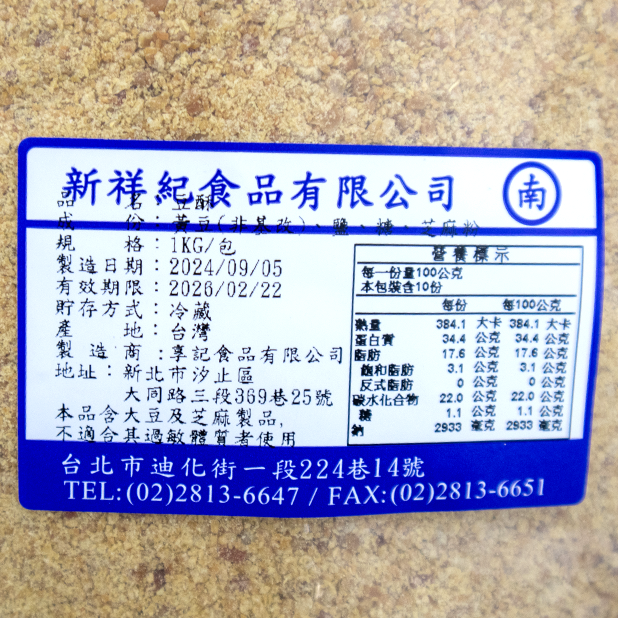 新祥紀食品有限公司 南
品名：豆酥
成份：黃豆(非基改)、鹽、糖、芝麻粉
規格：1KG/包
製造日期：2024/09/05
有效期限：2026/02/22
貯存方式：冷藏
產地：台灣
製造商：享記食品有限公司
地址：新北市汐止區
大同路三段369巷25號
本品含大豆及芝麻製品，
不適合其過敏體質者使用
營養標示
每一份量100公克
本包裝含10份
每份 每100公克
熱量 384.1 大卡 384.1 大卡
蛋白質 34.4 公克 34.4 公克
脂肪 17.6 公克 17.6 公克
飽和脂肪 3.1 公克 3.1 公克
反式脂肪 0 公克 0 公克
碳水化合物 22.0 公克 22.0 公克
糖 1.1 公克 1.1 公克
鈉 2933 毫克 2933 毫克
台北市迪化街一段224巷14號
TEL:(02)2813-6647 / FAX:(02)2813-6651